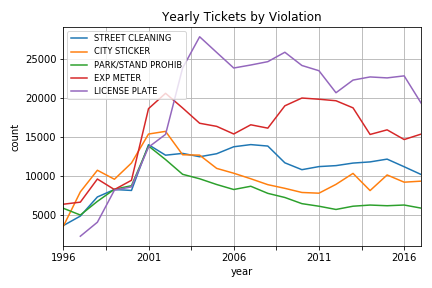 Yearly Tickets by Violation
STREET CLEANING
CITY STICKER
PARK/STAND PROHIB
EXP METER
LICENSE PLATE
25000
20000
15000
10000
5000
count
1996
2001
2006
2011
2016
year